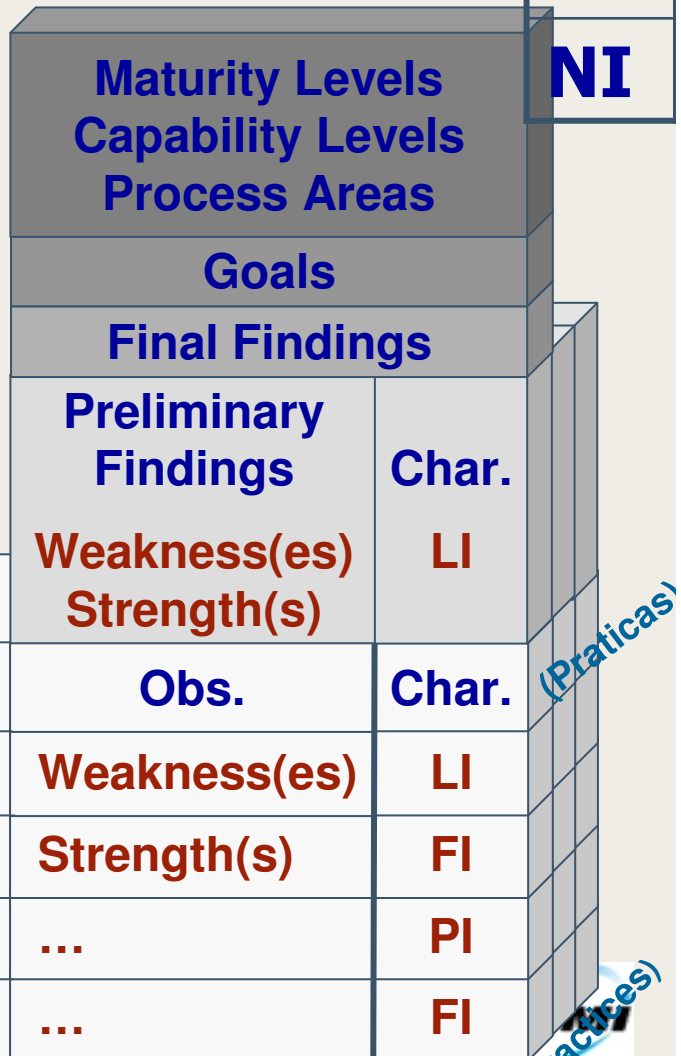 NI
Maturity Levels
Capability Levels
Process Areas
Goals
Final Findings
Preliminary
Findings Char.
Weakness(es) LI
Strength(s)
(Praticas)
Obs. Char.
Weakness(es) LI
Strength(s) FI
… PI
… FI